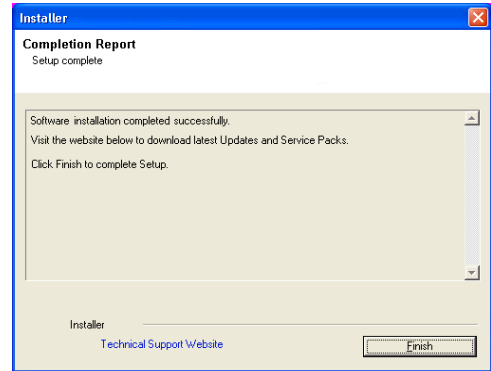 Installer
Completion Report
Setup complete
Software installation completed successfully.
Visit the website below to download latest Updates and Service Packs.
Click Finish to complete Setup.
Installer
Technical Support Website
Finish